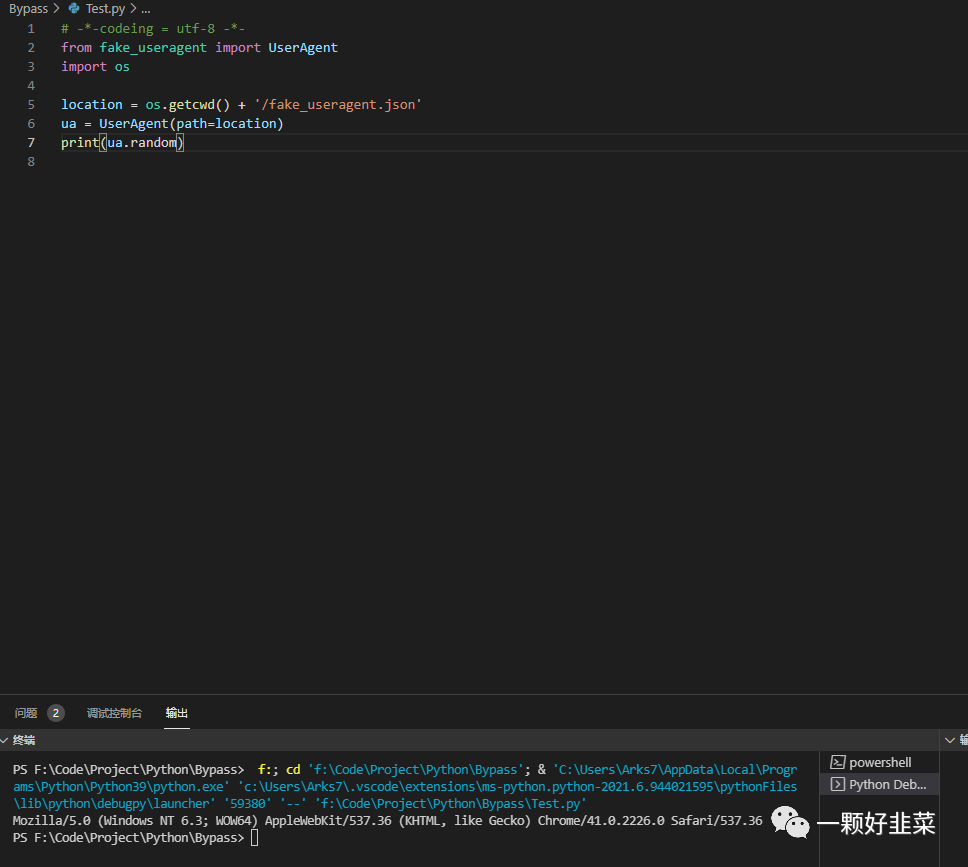 Bypass > Test.py > ...
1 # -*-codeing = utf-8 -*-
2 from fake_useragent import UserAgent
3 import os
4
5 location = os.getcwd() + '/fake_useragent.json'
6 ua = UserAgent(path=location)
7 print(ua.random)
8
问题 2 调试控制台 输出
终端 输
PS F:\Code\Project\Python\Bypass>  f:; cd 'f:\Code\Project\Python\Bypass'; & 'C:\Users\Arks7\AppData\Local\Progr
ams\Python\Python39\python.exe' 'c:\Users\Arks7\.vscode\extensions\ms-python.python-2021.6.944021595\pythonFiles
\lib\python\debugpy\launcher' '59380' '--' 'f:\Code\Project\Python\Bypass\Test.py'
Mozilla/5.0 (Windows NT 6.3; WOW64) AppleWebKit/537.36 (KHTML, like Gecko) Chrome/41.0.2226.0 Safari/537.36
PS F:\Code\Project\Python\Bypass>
powershell
Python Deb...
一颗好韭菜